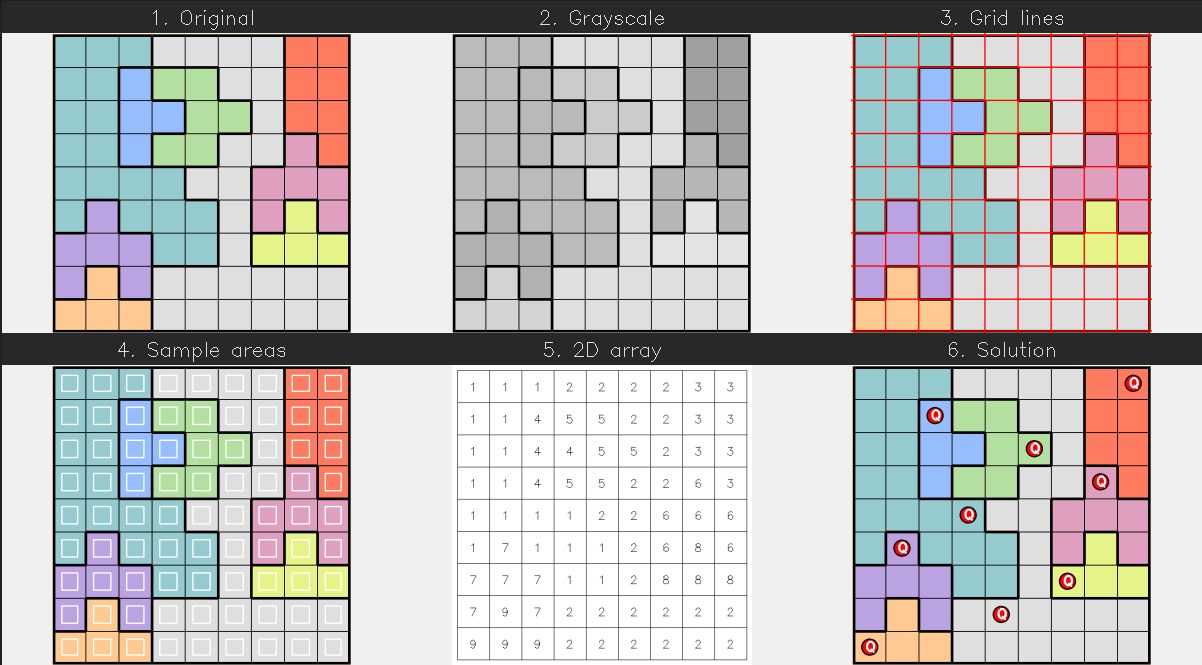 1. Original
2. Grayscale
3. Grid lines
4. Sample areas
5. 2D array
6. Solution
1 1 1 2 2 2 2 3 3
1 1 4 5 5 2 2 3 3
1 1 4 4 5 5 2 3 3
1 1 4 5 5 2 2 6 3
1 1 1 1 2 2 6 6 6
1 7 1 1 1 2 6 8 6
7 7 7 1 1 2 8 8 8
7 9 7 2 2 2 2 2 2
9 9 9 2 2 2 2 2 2
Q
Q
Q
Q
Q
Q
Q
Q
Q